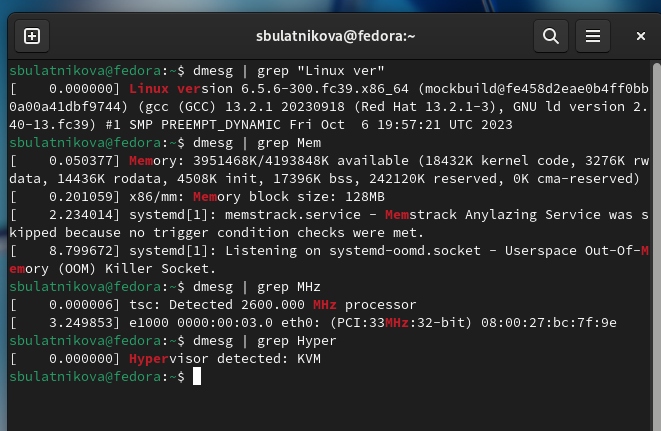 sbulatnikova@fedora:~
sbulatnikova@fedora:~$ dmesg | grep "Linux ver"
[    0.000000] Linux version 6.5.6-300.fc39.x86_64 (mockbuild@fe458d2eae0b4ff0bb
0a00a41dbf9744) (gcc (GCC) 13.2.1 20230918 (Red Hat 13.2.1-3), GNU ld version 2.
40-13.fc39) #1 SMP PREEMPT_DYNAMIC Fri Oct  6 19:57:21 UTC 2023
sbulatnikova@fedora:~$ dmesg | grep Mem
[    0.050377] Memory: 3951468K/4193848K available (18432K kernel code, 3276K rw
data, 14436K rodata, 4508K init, 17396K bss, 242120K reserved, 0K cma-reserved)
[    0.201059] x86/mm: Memory block size: 128MB
[    2.234014] systemd[1]: memstrack.service - Memstrack Anylazing Service was s
kipped because no trigger condition checks were met.
[    8.799672] systemd[1]: Listening on systemd-oomd.socket - Userspace Out-Of-M
emory (OOM) Killer Socket.
sbulatnikova@fedora:~$ dmesg | grep MHz
[    0.000006] tsc: Detected 2600.000 MHz processor
[    3.249853] e1000 0000:00:03.0 eth0: (PCI:33MHz:32-bit) 08:00:27:bc:7f:9e
sbulatnikova@fedora:~$ dmesg | grep Hyper
[    0.000000] Hypervisor detected: KVM
sbulatnikova@fedora:~$